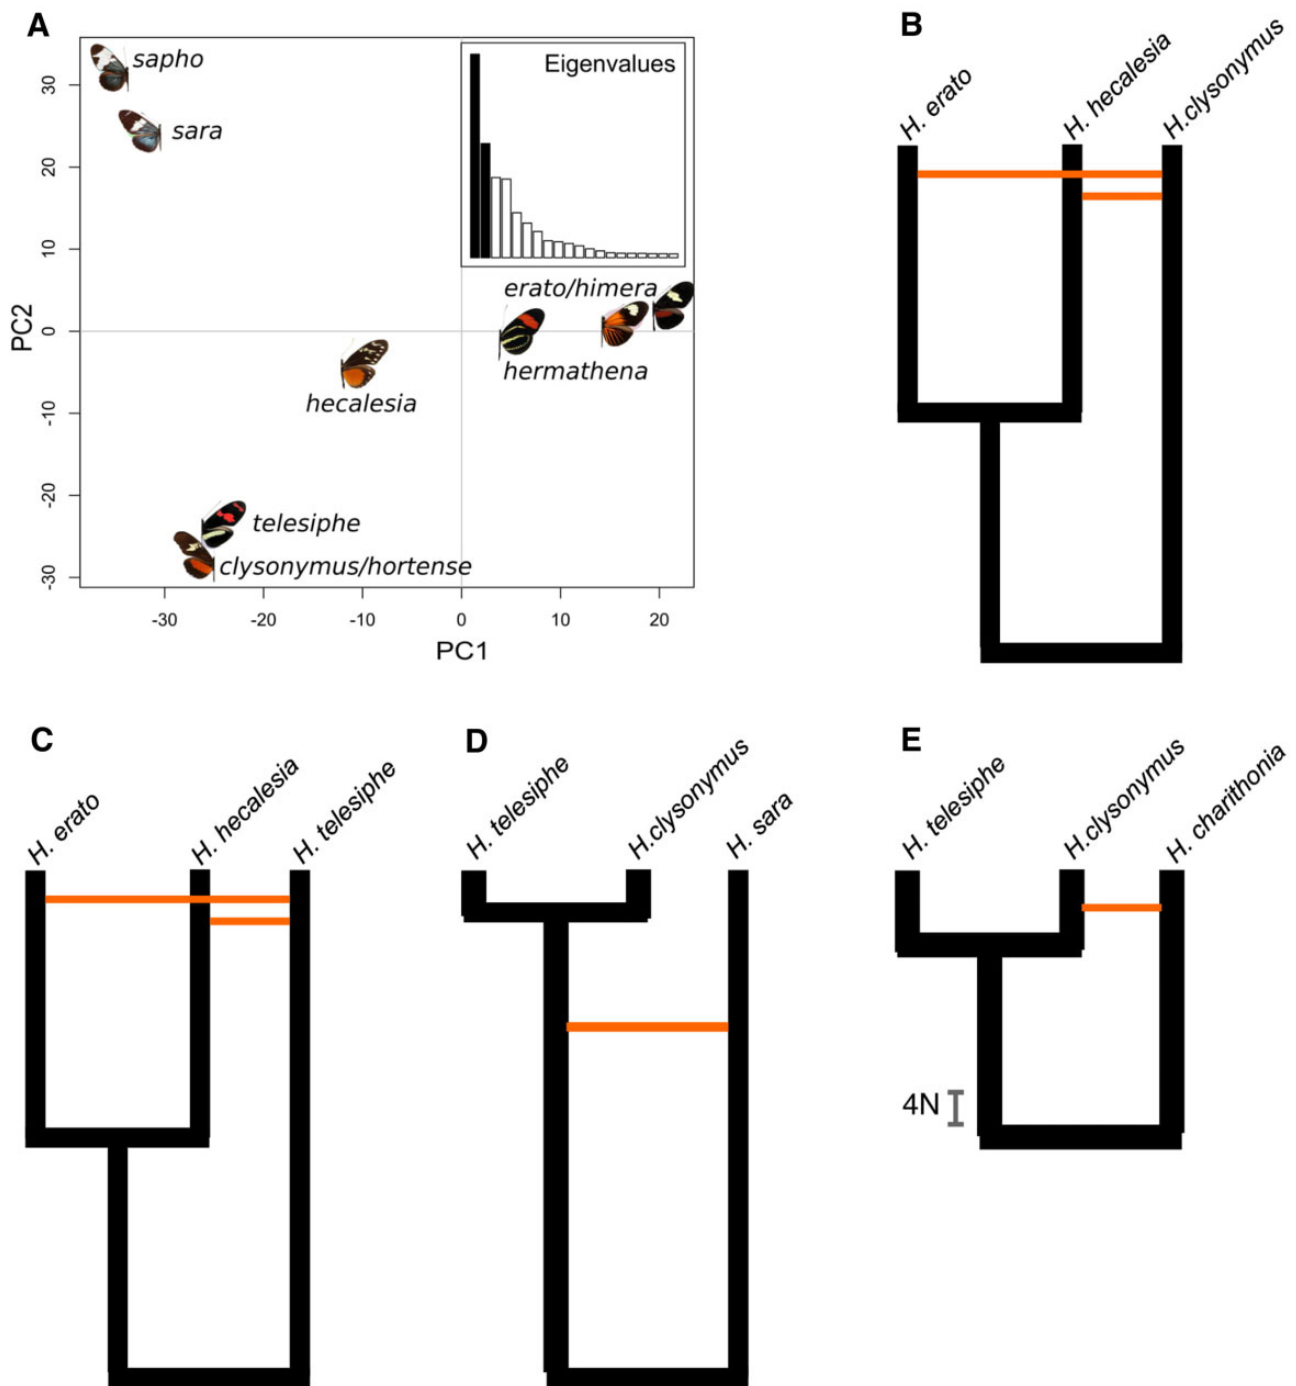 A
sapho
sara
Eigenvalues
erato/himera
hermathena
hecalesia
telesiphe
clysonymus/hortense
30
20
10
0
-10
-20
-30
PC2
-30
-20
-10
0
10
20
PC1
B
H. erato
H. hecalesia
H.clysonymus
C
H. erato
H. hecalesia
H. telesiphe
D
H. telesiphe
H.clysonymus
H. sara
E
H. telesiphe
H.clysonymus
H. charithonia
4N